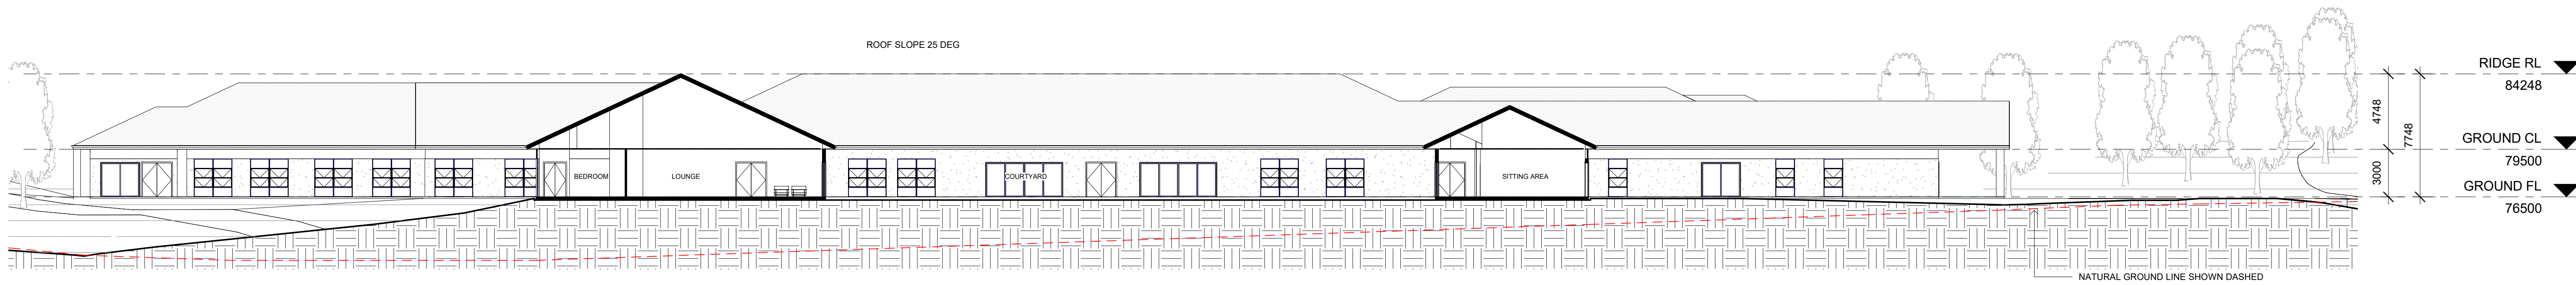 ROOF SLOPE 25 DEG
RIDGE RL
84248
4748
7748
GROUND CL
79500
3000
GROUND FL
76500
BEDROOM
LOUNGE
COURTYARD
SITTING AREA
NATURAL GROUND LINE SHOWN DASHED